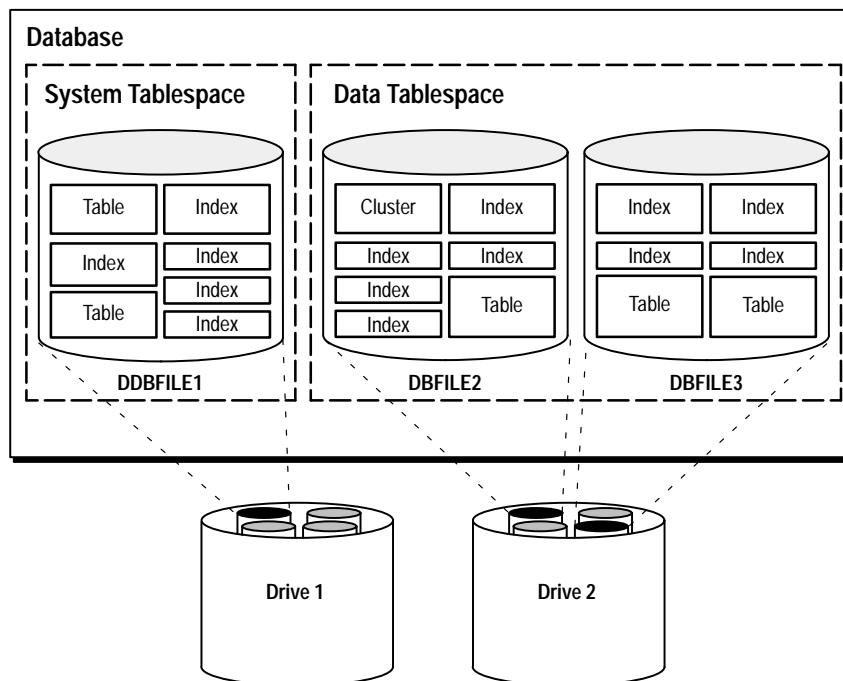 Database
System Tablespace
Data Tablespace
Table
Index
Index
Index
Index
Table
Index
DDBFILE1
Cluster
Index
Index
Index
Index
Table
Index
DBFILE2
Index
Index
Index
Index
Table
Table
DBFILE3
Drive 1
Drive 2